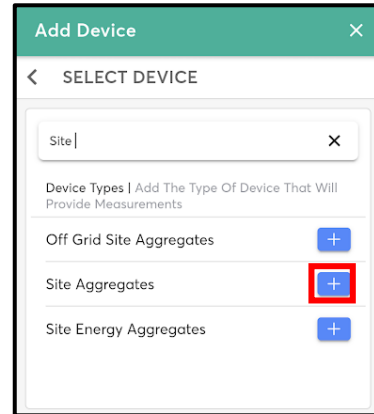 Add Device
SELECT DEVICE
Site
Device Types | Add The Type Of Device That Will
Provide Measurements
Off Grid Site Aggregates
Site Aggregates
Site Energy Aggregates